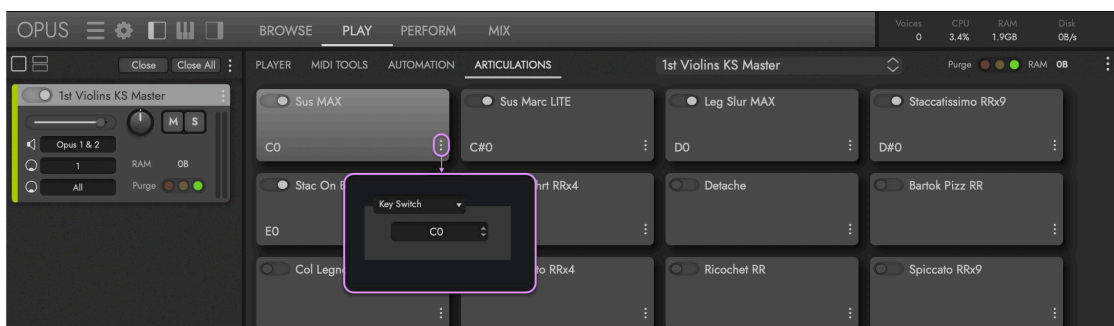 OPUS BROWSE PLAY PERFORM MIX Voices CPU RAM Disk
0 3.4% 1.9GB 0B/s
Close Close All PLAYER MIDI TOOLS AUTOMATION ARTICULATIONS 1st Violins KS Master Purge RAM 0B
1st Violins KS Master
M S
Opus 1 & 2
1 RAM 0B
All Purge
Sus MAX
C0
Sus Marc LITE
C#0
Leg Slur MAX
D0
Staccatissimo RRx9
D#0
Stac On
E0
RRx4
Detache
Bartok Pizz RR
Key Switch
C0
Col Legn
RRx4
Ricochet RR
Spiccato RRx9